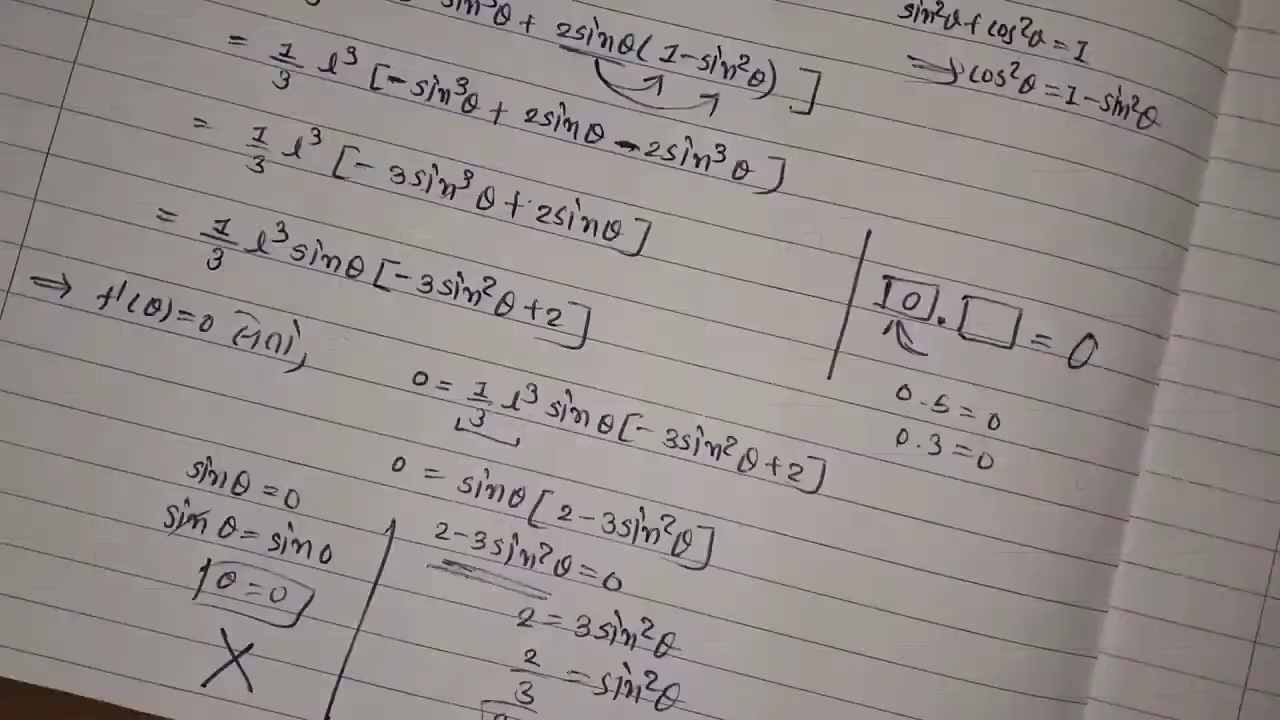 sin³θ + 2sinθ(1-sin²θ)]
= 1/3 l³ [-sin³θ + 2sinθ - 2sin³θ]
= 1/3 l³ [-3sin³θ + 2sinθ]
= 1/3 l³ sinθ [-3sin²θ+2]
⇒ f'(θ)=0
0 = 1/3 l³ sinθ[-3sin²θ+2]
0 = sinθ[2-3sin²θ]
sinθ=0
sinθ = sin0
θ=0
X
2-3sin²θ=0
2=3sin²θ
2/3 = sin²θ
sin²θ+cos²θ=1
⇒ cos²θ=1-sin²θ
0 . □ = 0
0.5=0
0.3=0